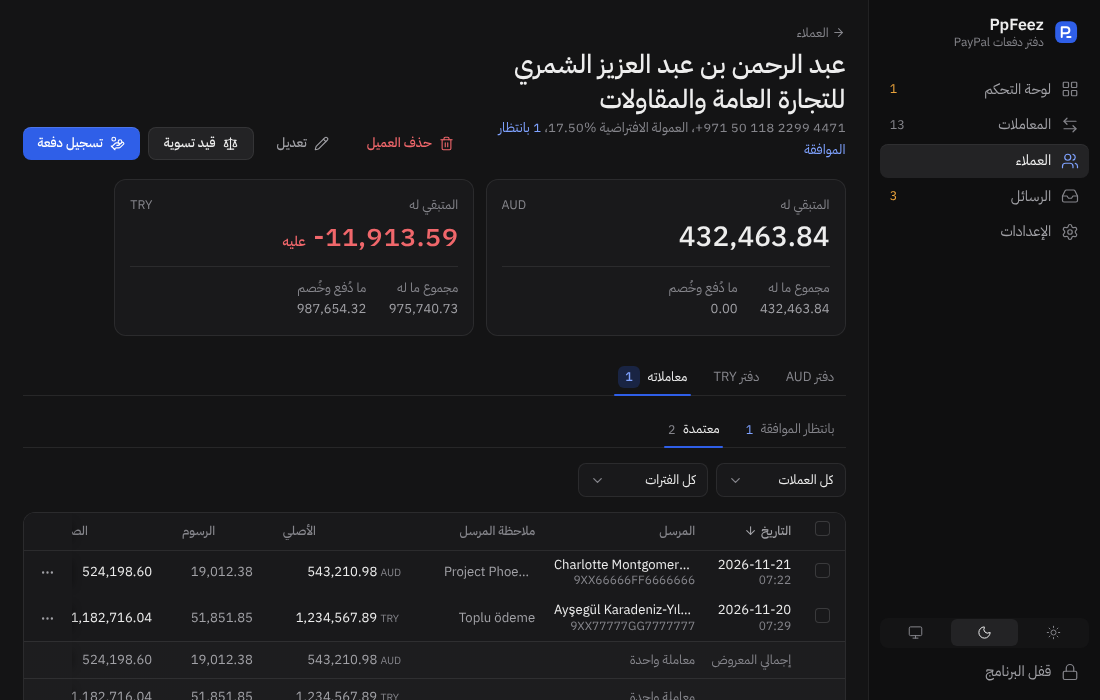 PpFeez
دفتر دفعات PayPal
لوحة التحكم 1
المعاملات 13
العملاء
الرسائل 3
الإعدادات
قفل البرنامج
→ العملاء
عبد الرحمن بن عبد العزيز الشمري
للتجارة العامة والمقاولات
+971 50 118 2299 4471، العمولة الافتراضية 17.50%، 1 بانتظار
الموافقة
حذف العميل
تعديل
قيد تسوية
تسجيل دفعة
المتبقي له AUD
432,463.84
مجموع ما له ما دُفع وخُصم
432,463.84 0.00
المتبقي له TRY
-11,913.59 عليه
مجموع ما له ما دُفع وخُصم
975,740.73 987,654.32
دفتر AUD دفتر TRY معاملاته 1
بانتظار الموافقة 1 معتمدة 2
كل العملات كل الفترات
التاريخ ↓ المرسل ملاحظة المرسل الأصلي الرسوم الص
2026-11-21 Charlotte Montgomer... Project Phoe... 543,210.98 AUD 19,012.38 524,198.60 ...
07:22 9XX66666FF6666666
2026-11-20 Ayşegül Karadeniz-Yıl... Toplu ödeme 1,234,567.89 TRY 51,851.85 1,182,716.04 ...
07:29 9XX77777GG7777777
إجمالي المعروض معاملة واحدة 543,210.98 AUD 19,012.38 524,198.60
معاملة واحدة 1,234,567.89 TRY 51,851.85 1,182,716.04